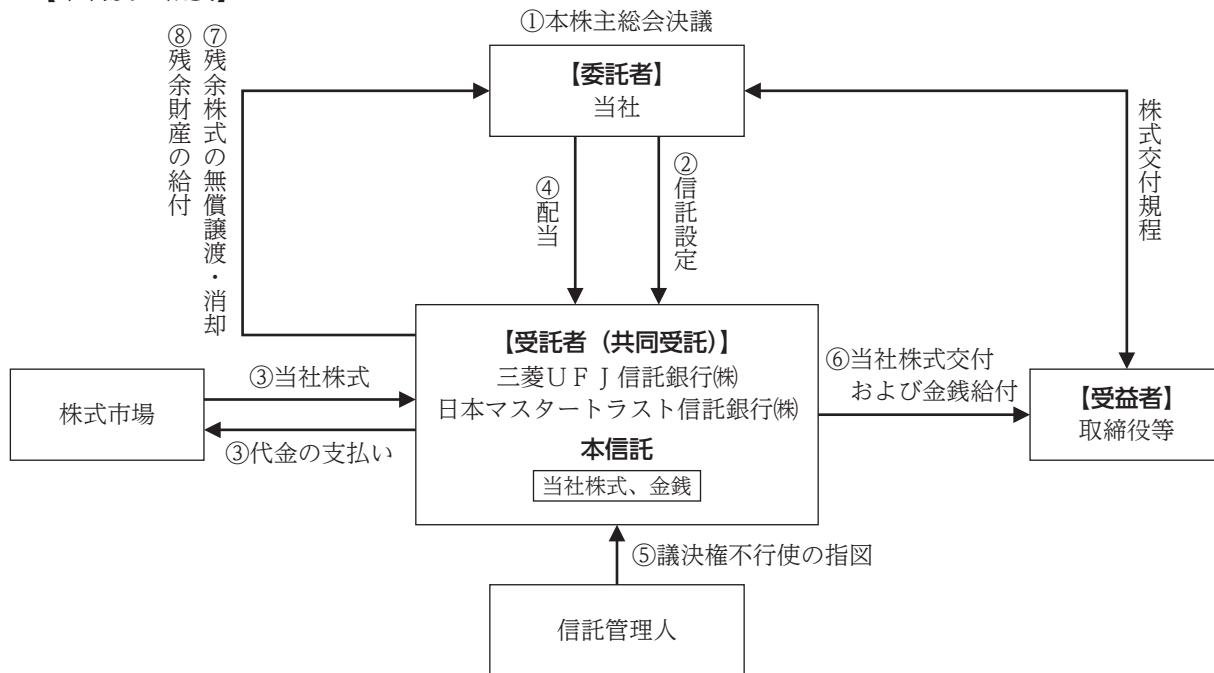 ①本株主総会決議
【委託者】
当社
⑧残余財産の給付
⑦残余株式の無償譲渡・消却
④配当
②信託設定
株式交付規程
【受託者（共同受託）】
三菱ＵＦＪ信託銀行㈱
日本マスタートラスト信託銀行㈱
本信託
当社株式、金銭
株式市場
③当社株式
③代金の支払い
⑥当社株式交付
および金銭給付
【受益者】
取締役等
⑤議決権不行使の指図
信託管理人